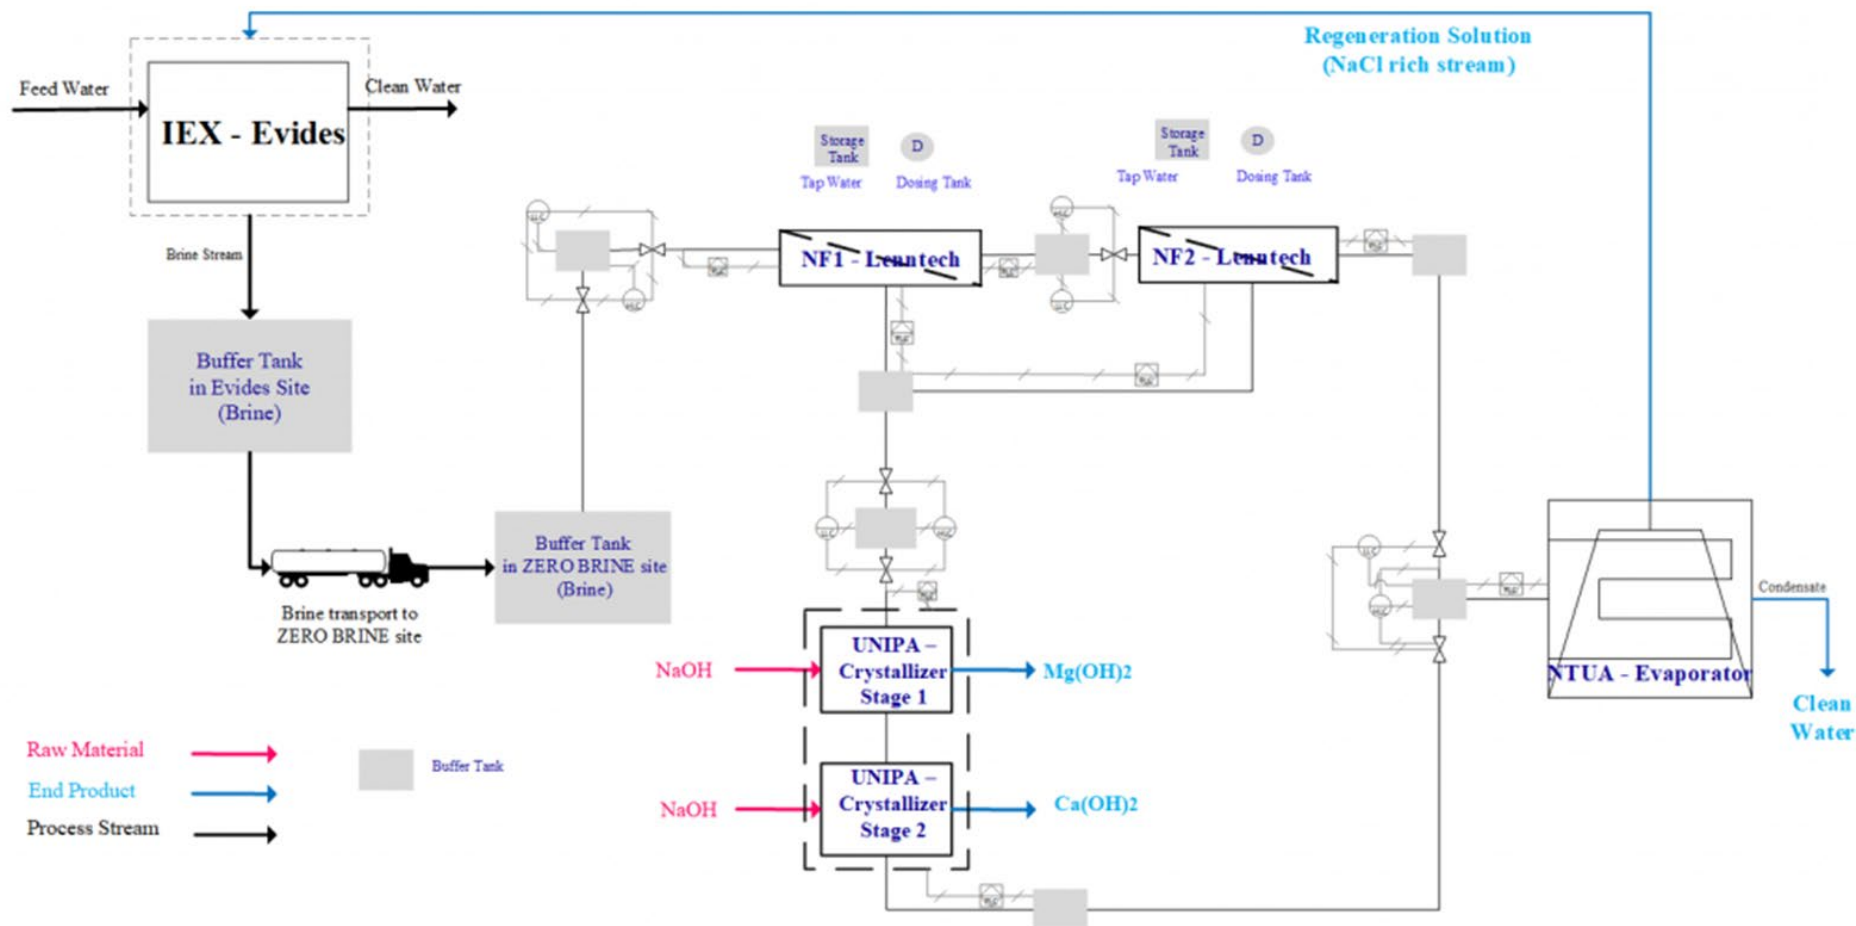 Regeneration Solution
(NaCl rich stream)
Feed Water
Clean Water
IEX - Evides
Storage
Tank
D
Tap Water
Dosing Tank
Storage
Tank
D
Tap Water
Dosing Tank
Brine Stream
NF1 - Lenntech
NF2 - Lenntech
Buffer Tank
in Evides Site
(Brine)
Buffer Tank
in ZERO BRINE site
(Brine)
Brine transport to
ZERO BRINE site
Condensate
NTUA - Evaporator
Clean
Water
NaOH
UNIPA –
Crystallizer
Stage 1
Mg(OH)2
NaOH
UNIPA –
Crystallizer
Stage 2
Ca(OH)2
Raw Material
End Product
Process Stream
Buffer Tank